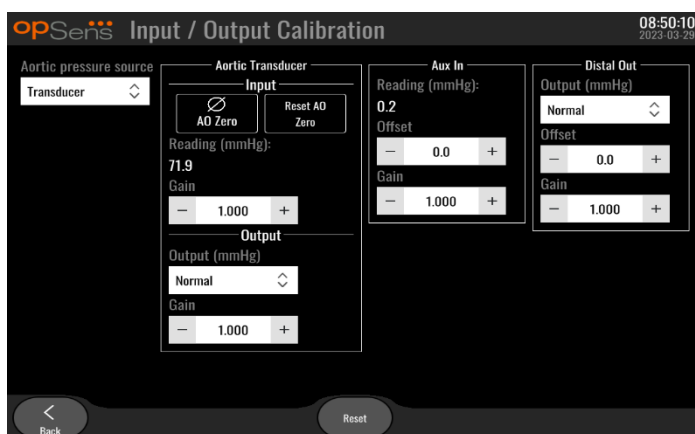 opSens Input / Output Calibration
08:50:10
2023-03-29
Aortic pressure source
Transducer
Aortic Transducer
Input
AO Zero
Reset AO
Zero
Reading (mmHg):
71.9
Gain
− 1.000 +
Output
Output (mmHg)
Normal
Gain
− 1.000 +
Aux In
Reading (mmHg):
0.2
Offset
− 0.0 +
Gain
− 1.000 +
Distal Out
Output (mmHg)
Normal
Offset
− 0.0 +
Gain
− 1.000 +
Back
Reset